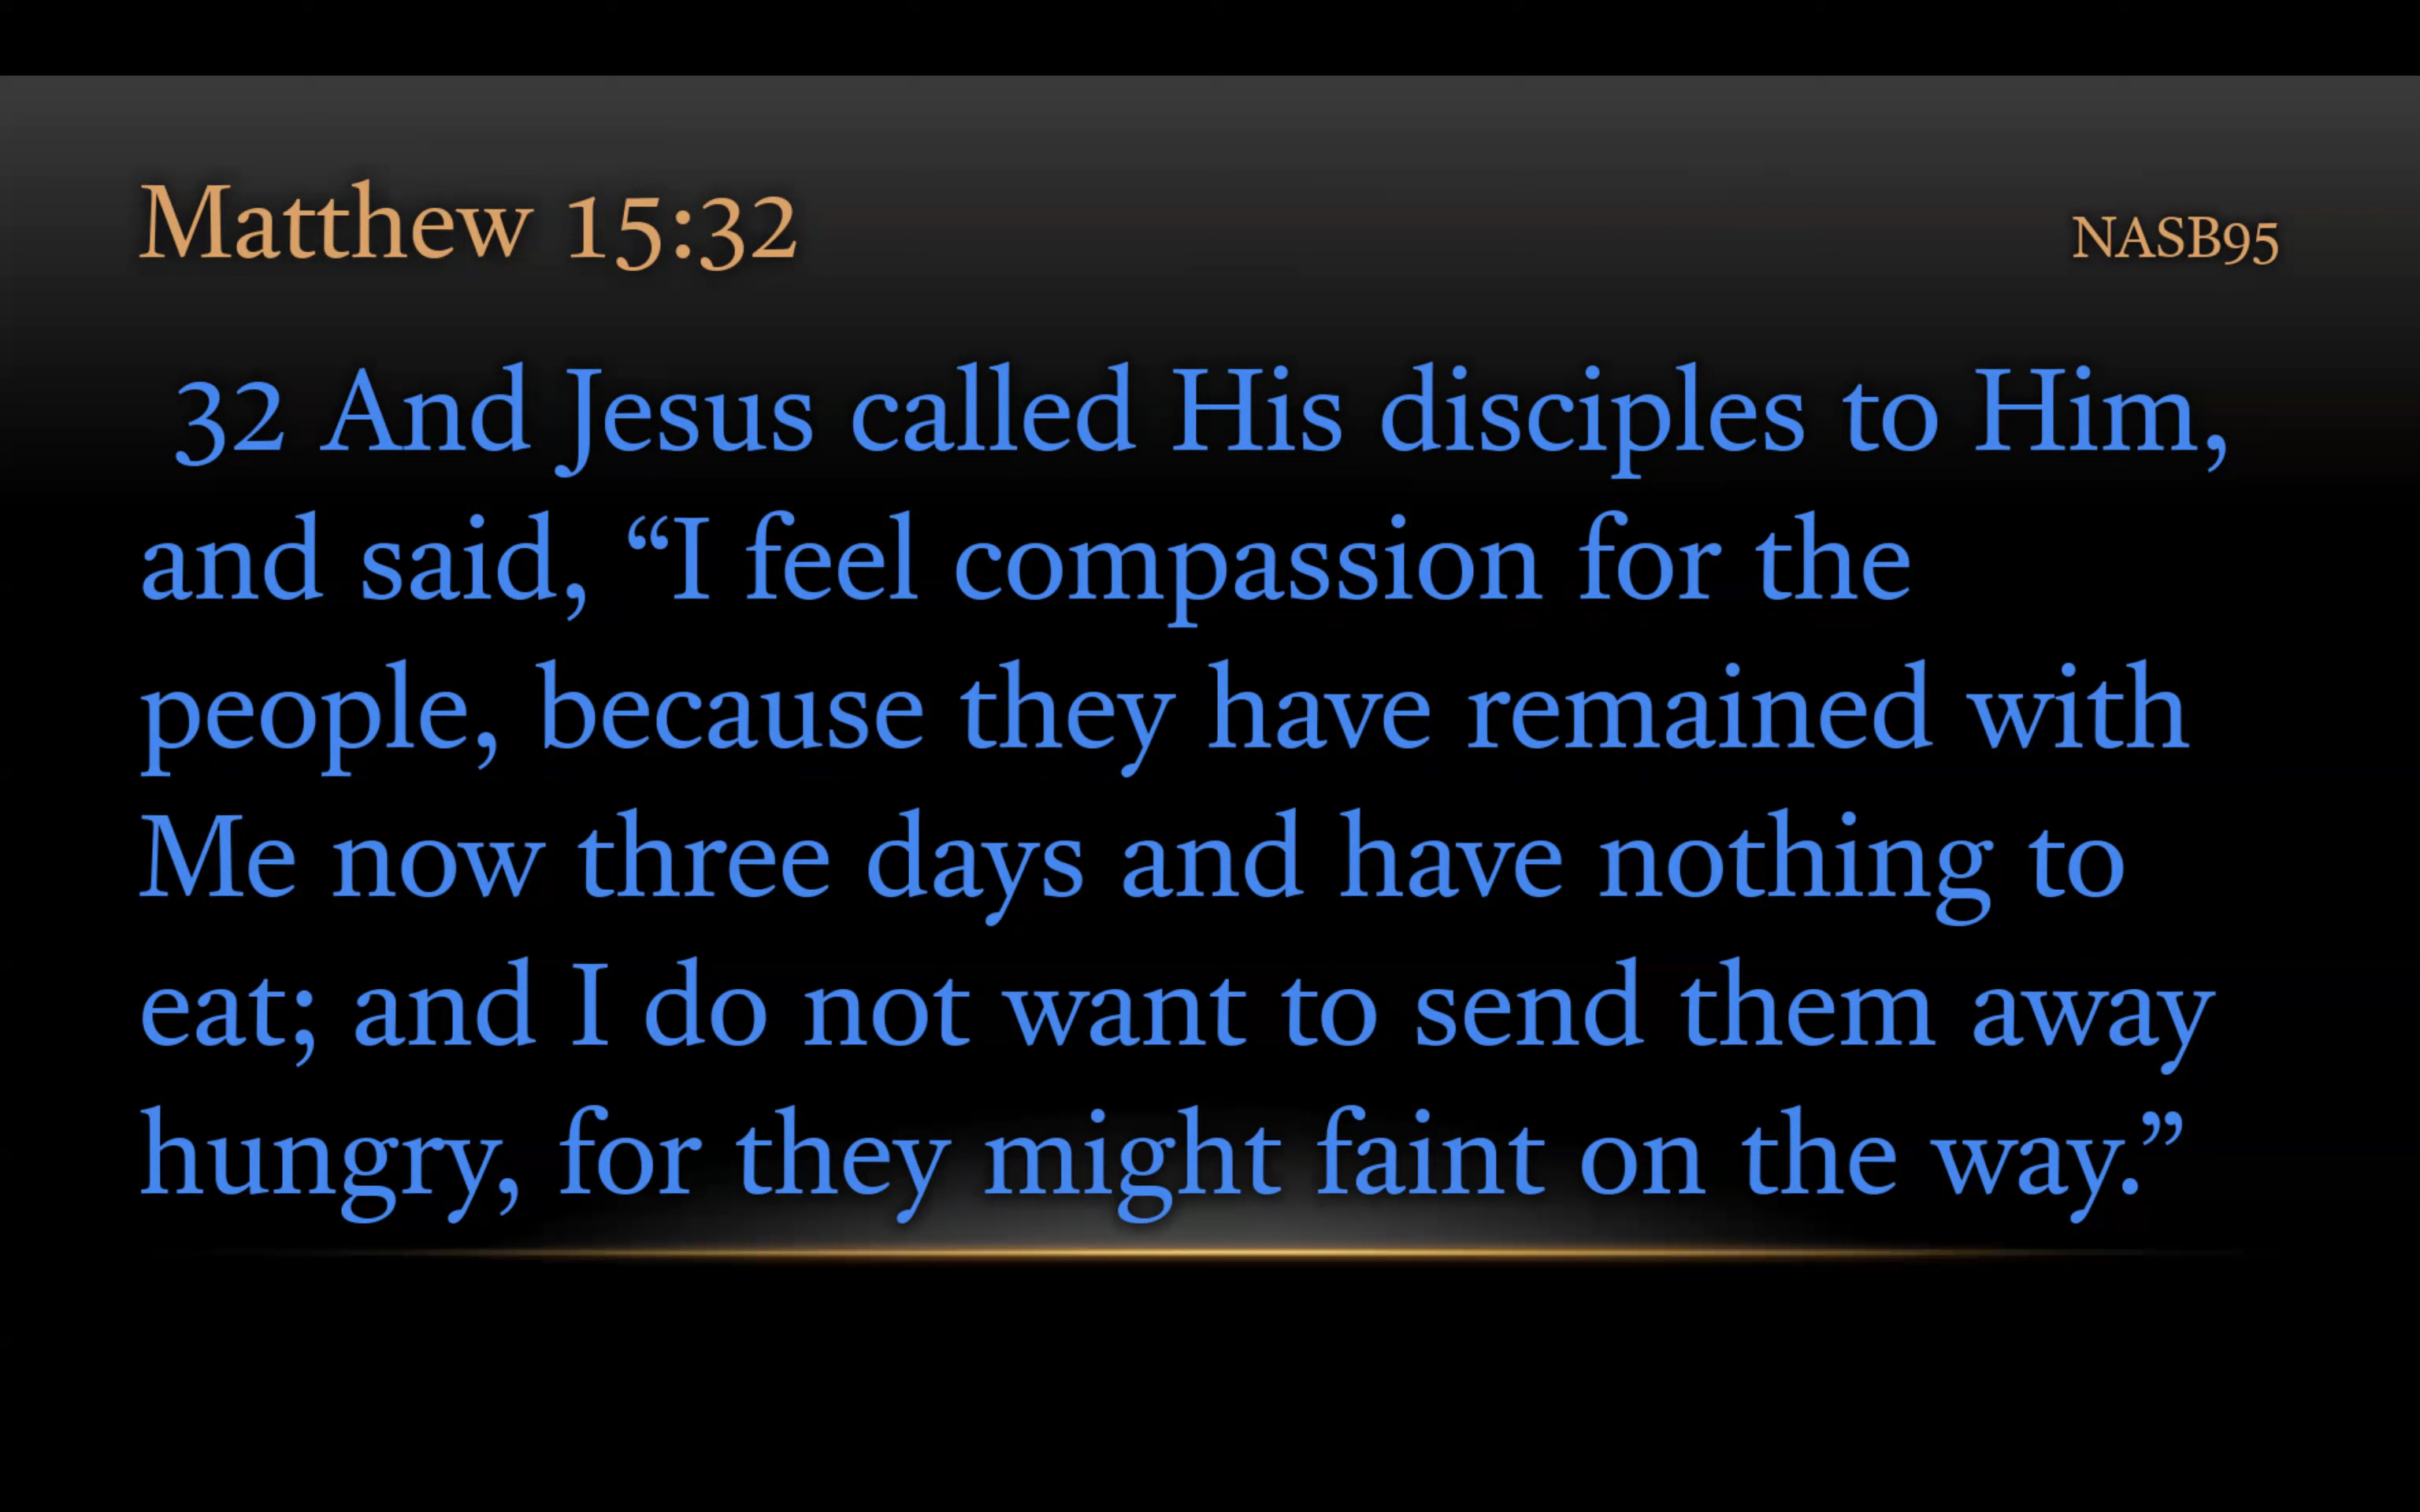 Matthew 15:32
NASB95
32 And Jesus called His disciples to Him,
and said, “I feel compassion for the
people, because they have remained with
Me now three days and have nothing to
eat; and I do not want to send them away
hungry, for they might faint on the way.”